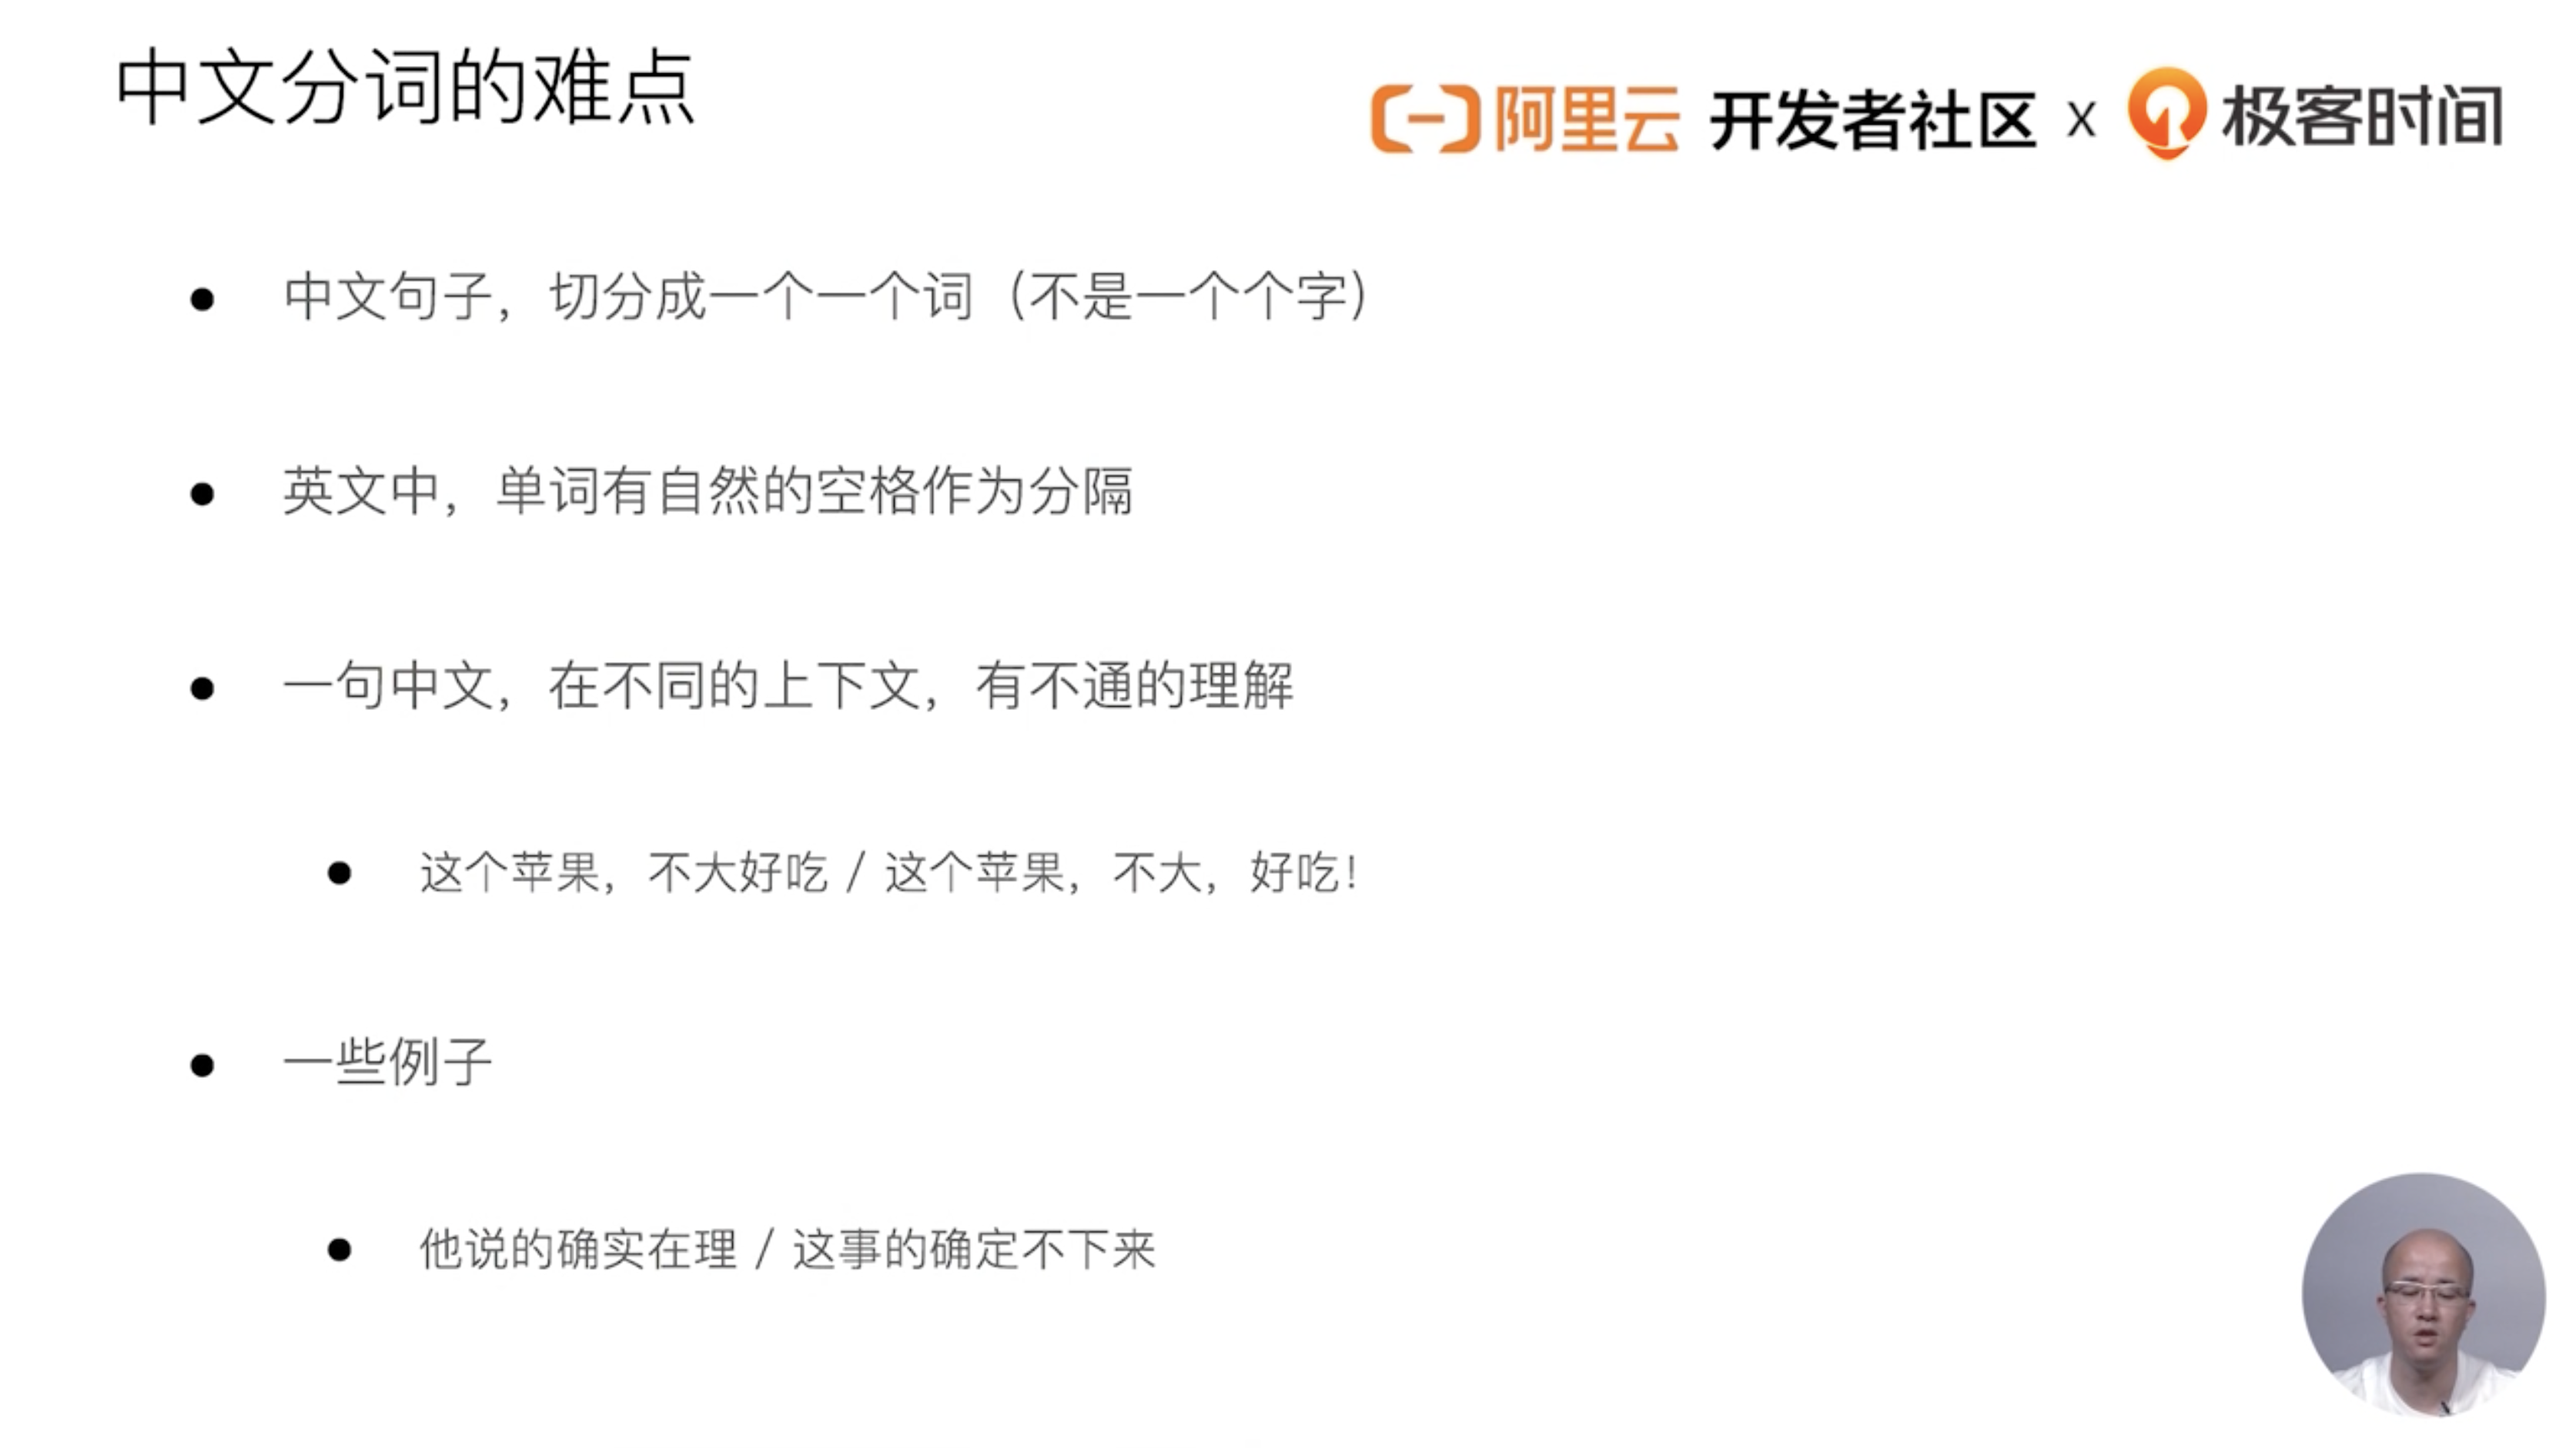 中文分词的难点
阿里云 开发者社区 X 极客时间
中文句子，切分成一个一个词（不是一个个字）
英文中，单词有自然的空格作为分隔
一句中文，在不同的上下文，有不通的理解
这个苹果，不大好吃 / 这个苹果，不大，好吃！
一些例子
他说的确实在理 / 这事的确定不下来